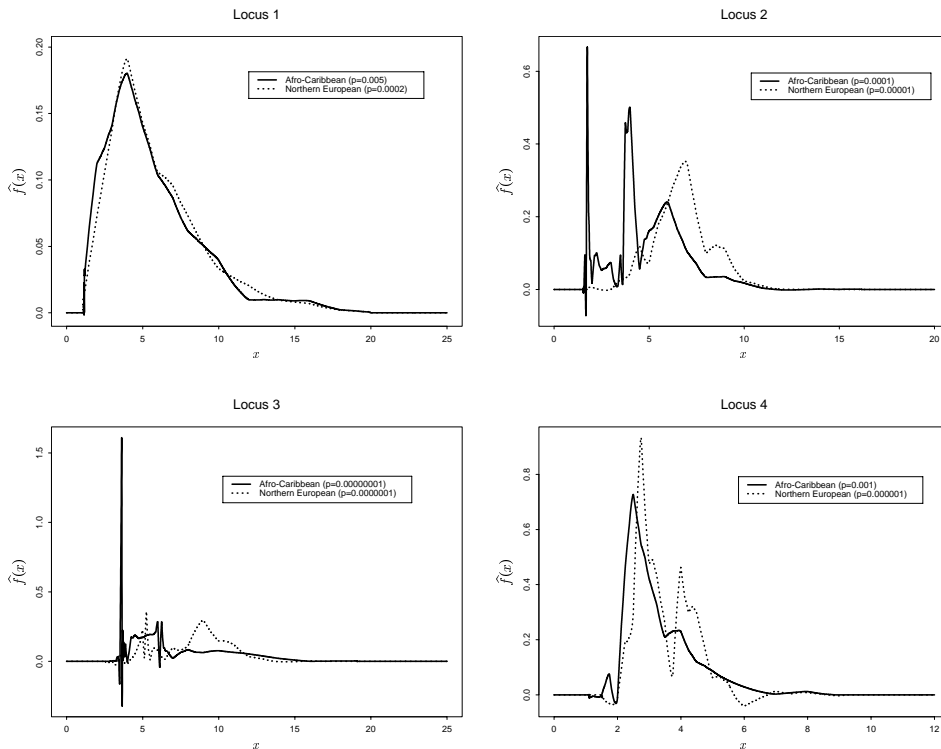 Locus 1
0.20
0.15
0.10
0.05
0.0
f̂(x)
Afro-Caribbean (p=0.005)
Northern European (p=0.0002)
0 5 10 15 20 25
x
Locus 2
0.6
0.4
0.2
0.0
f̂(x)
Afro-Caribbean (p=0.0001)
Northern European (p=0.00001)
0 5 10 15 20
x
Locus 3
1.5
1.0
0.5
0.0
f̂(x)
Afro-Caribbean (p=0.00000001)
Northern European (p=0.0000001)
0 5 10 15 20 25
x
Locus 4
0.8
0.6
0.4
0.2
0.0
f̂(x)
Afro-Caribbean (p=0.001)
Northern European (p=0.000001)
0 2 4 6 8 10 12
x